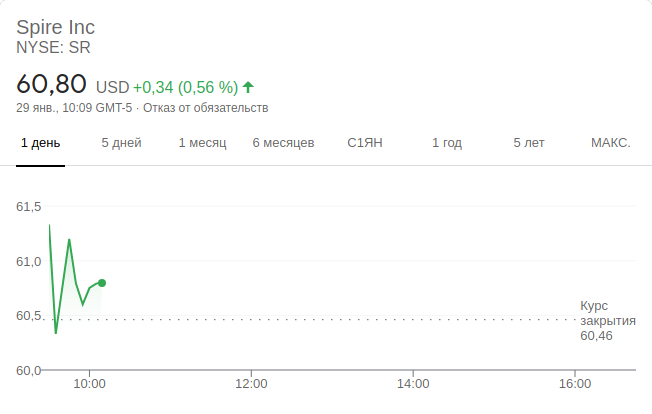 Spire Inc
NYSE: SR
60,80 USD +0,34 (0,56 %)
29 янв., 10:09 GMT-5 · Отказ от обязательств
1 день 5 дней 1 месяц 6 месяцев С1ЯН 1 год 5 лет МАКС.
61,5
61,0
60,5
60,0
Курс
закрытия
60,46
10:00 12:00 14:00 16:00